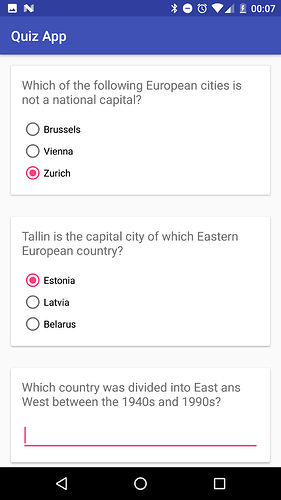 00:07
Quiz App
Which of the following European cities is
not a national capital?
Brussels
Vienna
Zurich
Tallin is the capital city of which Eastern
European country?
Estonia
Latvia
Belarus
Which country was divided into East ans
West between the 1940s and 1990s?